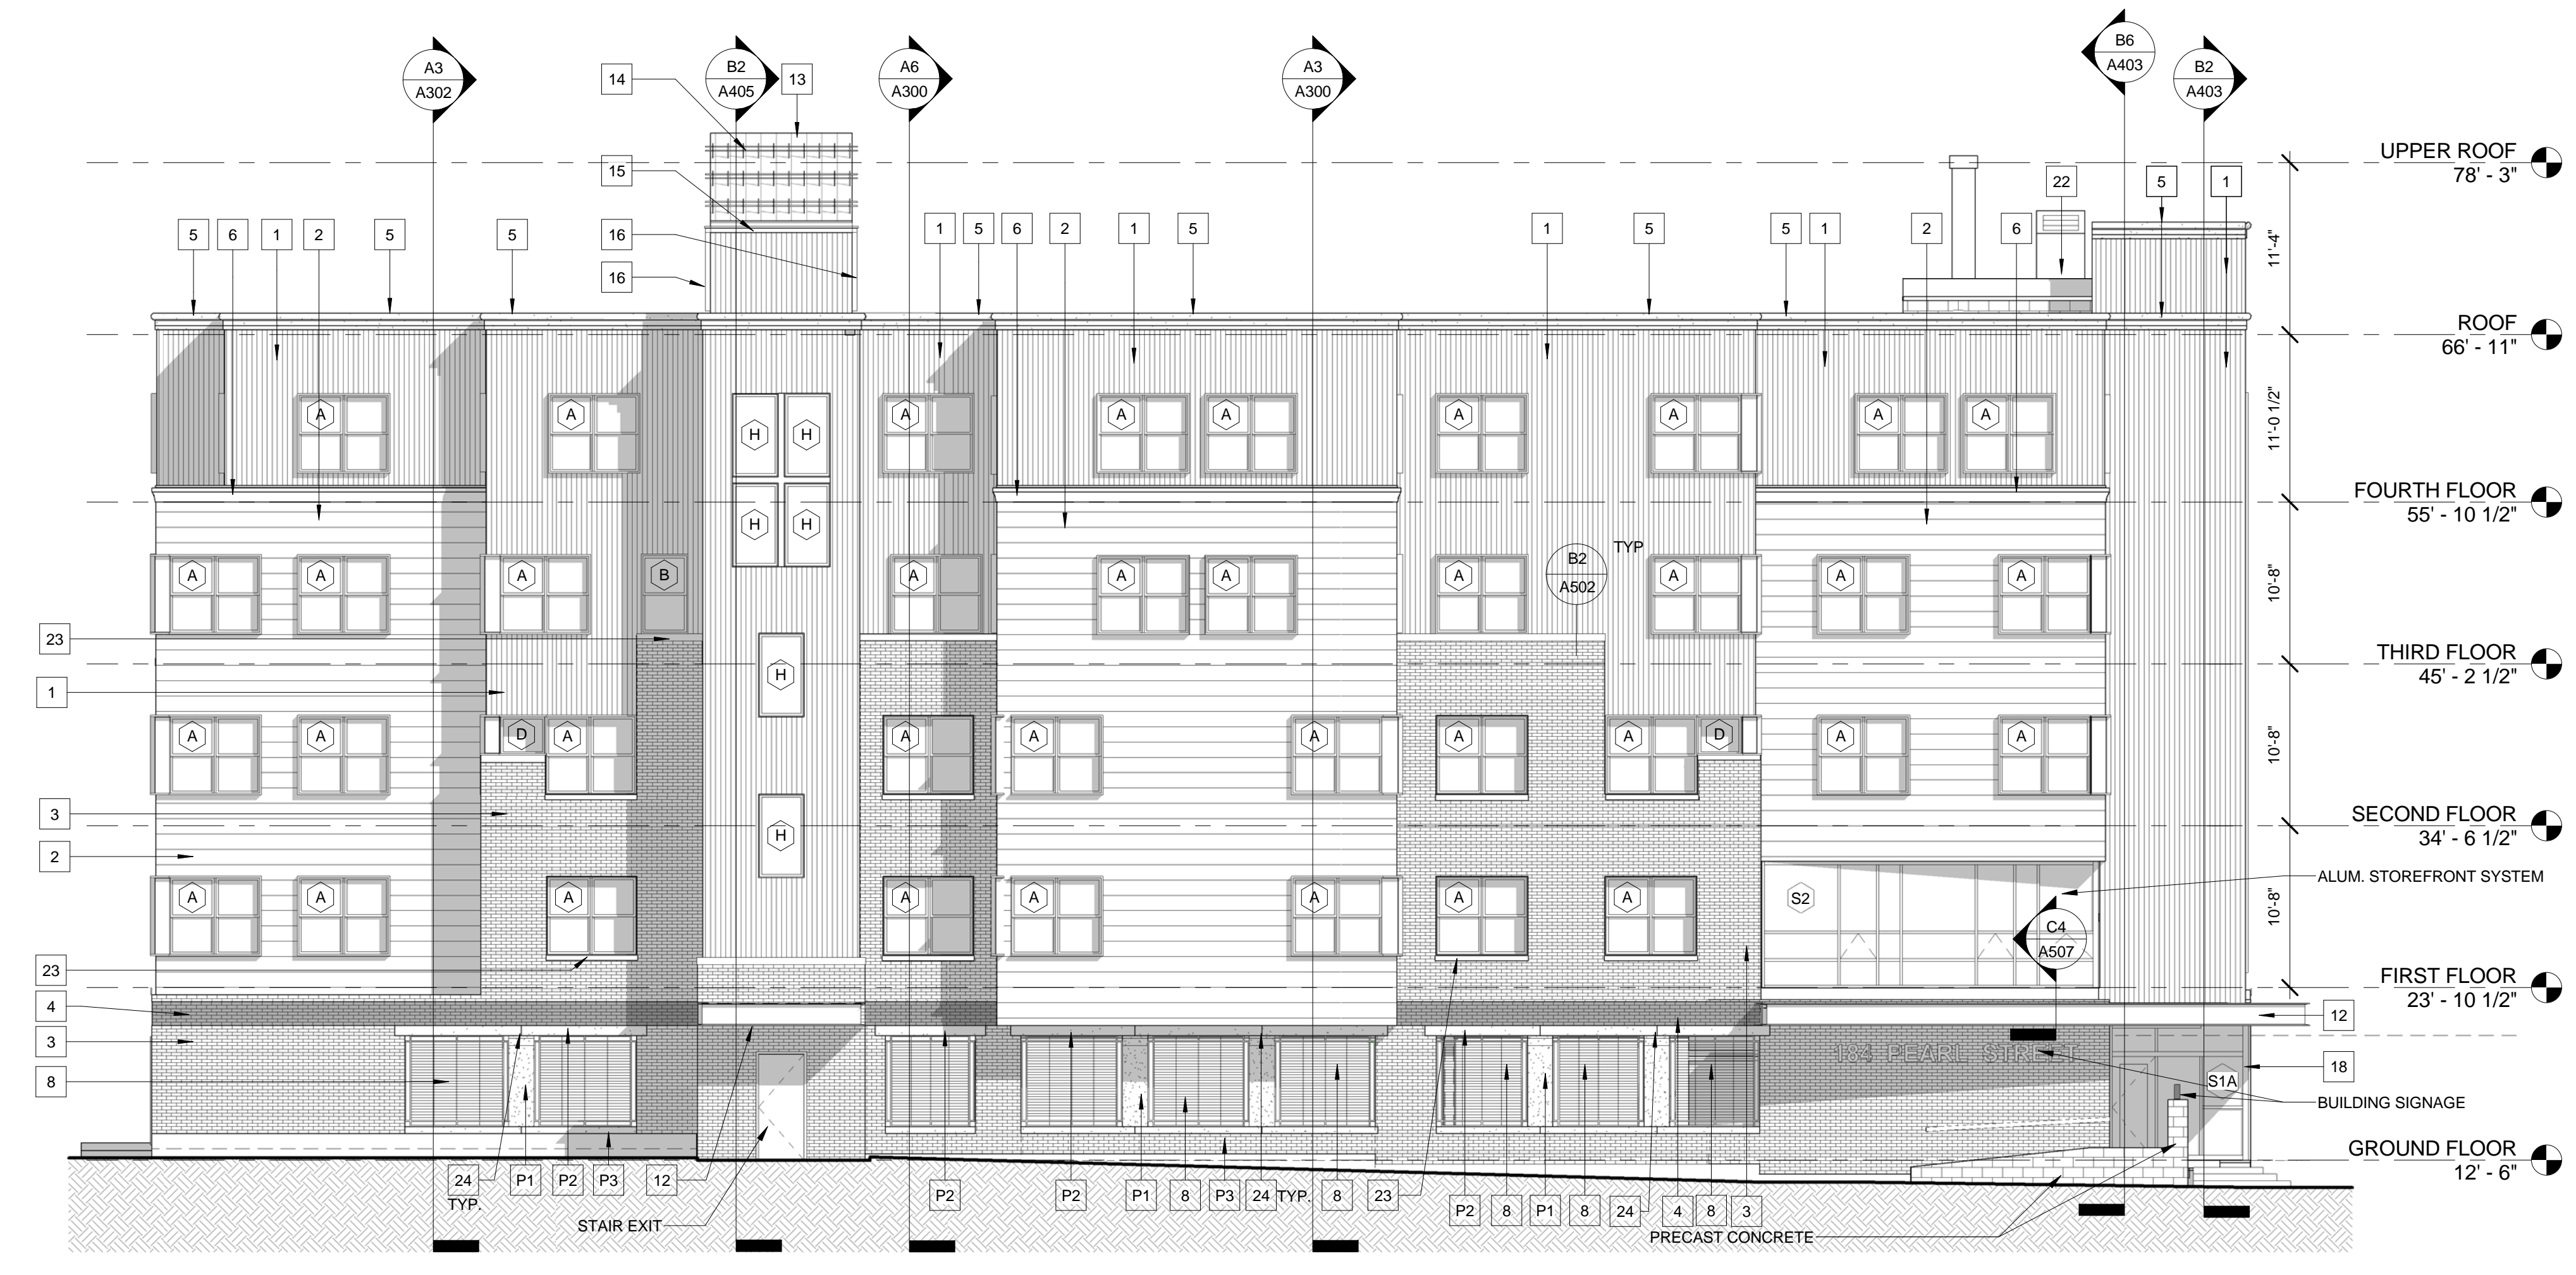 B6
A403
A3
A302
B2
A405
A6
A300
A3
A300
B2
A403
14
13
UPPER ROOF
78' - 3"
15
22
5
1
5
6
1
2
5
5
16
1
5
6
2
1
5
1
5
5
1
2
6
11'-4"
16
ROOF
66' - 11"
A
A
H
H
A
A
A
A
A
A
A
11'-0 1/2"
FOURTH FLOOR
55' - 10 1/2"
H
H
TYP
B2
A502
A
A
A
B
A
A
A
A
A
A
A
10'-8"
23
THIRD FLOOR
45' - 2 1/2"
H
1
A
A
D
A
A
A
A
A
A
D
A
A
10'-8"
3
SECOND FLOOR
34' - 6 1/2"
H
2
ALUM. STOREFRONT SYSTEM
A
A
A
A
A
A
A
A
S2
10'-8"
C4
A507
23
FIRST FLOOR
23' - 10 1/2"
4
12
3
184 PEARL STREET
8
18
S1A
BUILDING SIGNAGE
GROUND FLOOR
12' - 6"
24
TYP.
P1
P2
P3
12
P2
P2
P1
8
P3
24
TYP.
8
23
P2
8
P1
8
24
4
8
3
STAIR EXIT
PRECAST CONCRETE